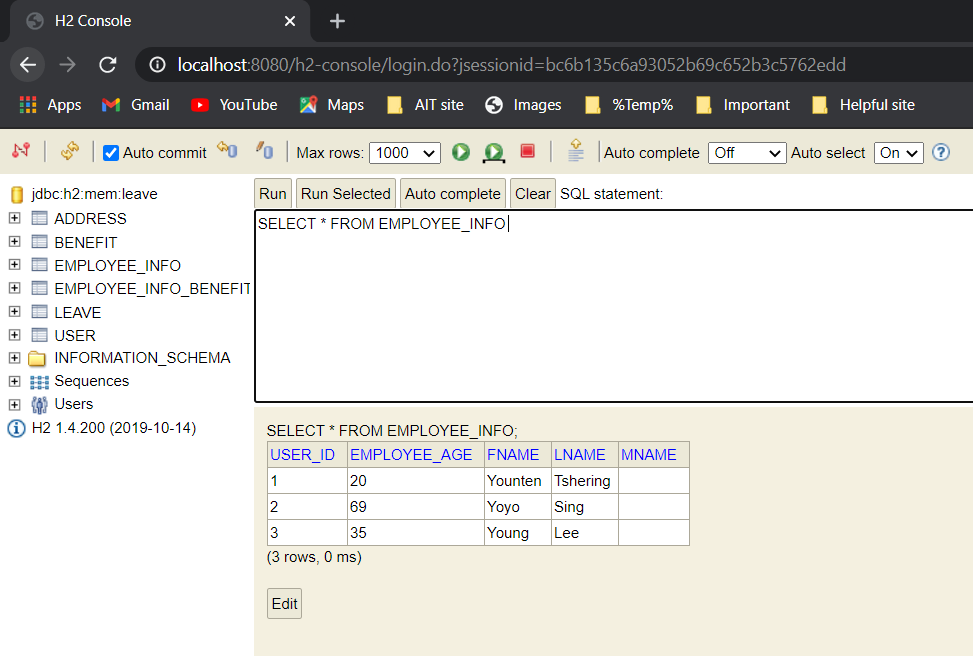 H2 Console
localhost:8080/h2-console/login.do?jsessionid=bc6b135c6a93052b69c652b3c5762edd
Apps Gmail YouTube Maps AIT site Images %Temp% Important Helpful site
Auto commit Max rows: 1000 Auto complete Off Auto select On
jdbc:h2:mem:leave
ADDRESS
BENEFIT
EMPLOYEE_INFO
EMPLOYEE_INFO_BENEFIT
LEAVE
USER
INFORMATION_SCHEMA
Sequences
Users
H2 1.4.200 (2019-10-14)
Run Run Selected Auto complete Clear SQL statement:
SELECT * FROM EMPLOYEE_INFO
SELECT * FROM EMPLOYEE_INFO;
USER_ID EMPLOYEE_AGE FNAME LNAME MNAME
1 20 Younten Tshering
2 69 Yoyo Sing
3 35 Young Lee
(3 rows, 0 ms)
Edit